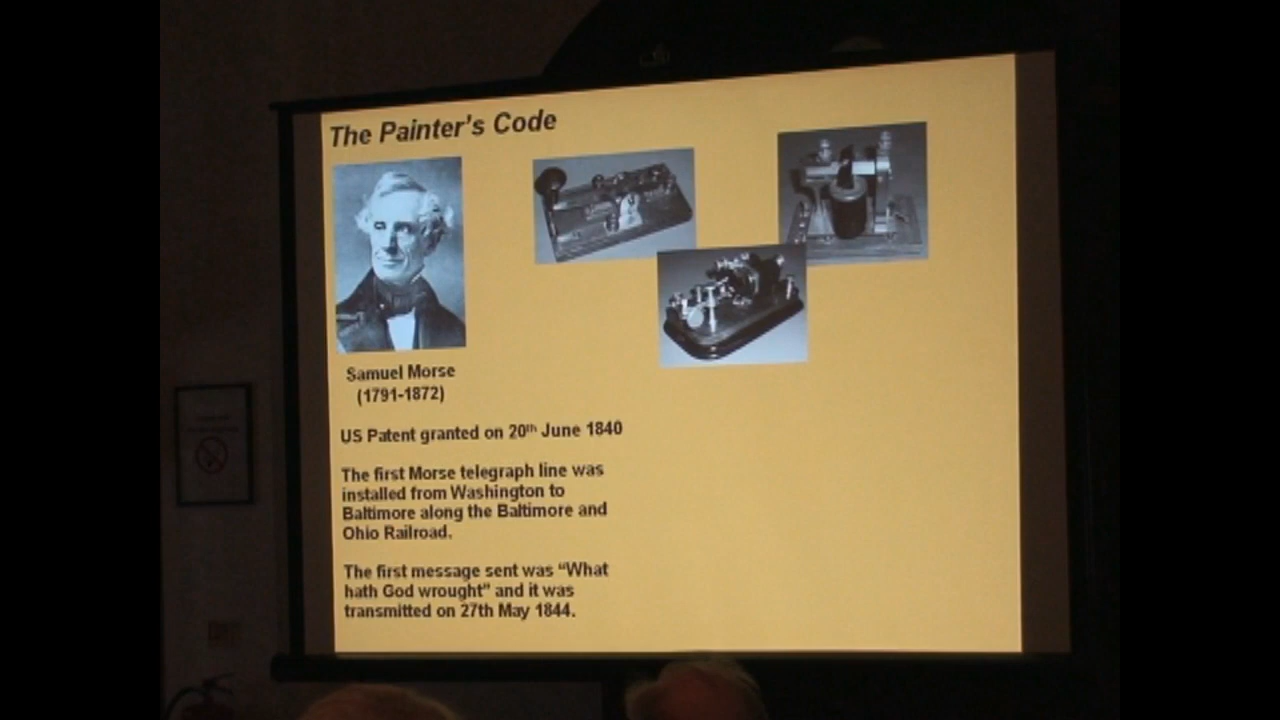 The Painter's Code
Samuel Morse
(1791-1872)
US Patent granted on 20th June 1840
The first Morse telegraph line was
installed from Washington to
Baltimore along the Baltimore and
Ohio Railroad.
The first message sent was “What
hath God wrought” and it was
transmitted on 27th May 1844.